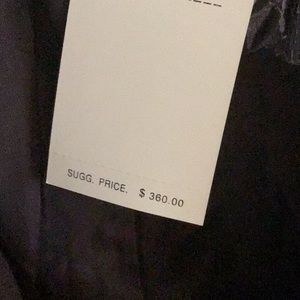 SUGG. PRICE. $ 360.00